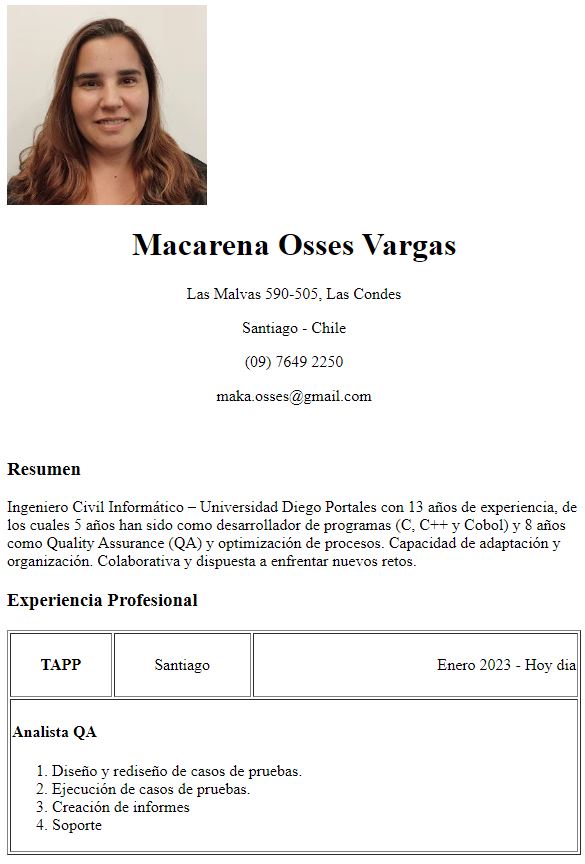 Macarena Osses Vargas
Las Malvas 590-505, Las Condes
Santiago - Chile
(09) 7649 2250
maka.osses@gmail.com
Resumen
Ingeniero Civil Informático – Universidad Diego Portales con 13 años de experiencia, de
los cuales 5 años han sido como desarrollador de programas (C, C++ y Cobol) y 8 años
como Quality Assurance (QA) y optimización de procesos. Capacidad de adaptación y
organización. Colaborativa y dispuesta a enfrentar nuevos retos.
Experiencia Profesional
TAPP Santiago Enero 2023 - Hoy dia
Analista QA
1. Diseño y rediseño de casos de pruebas.
2. Ejecución de casos de pruebas.
3. Creación de informes
4. Soporte